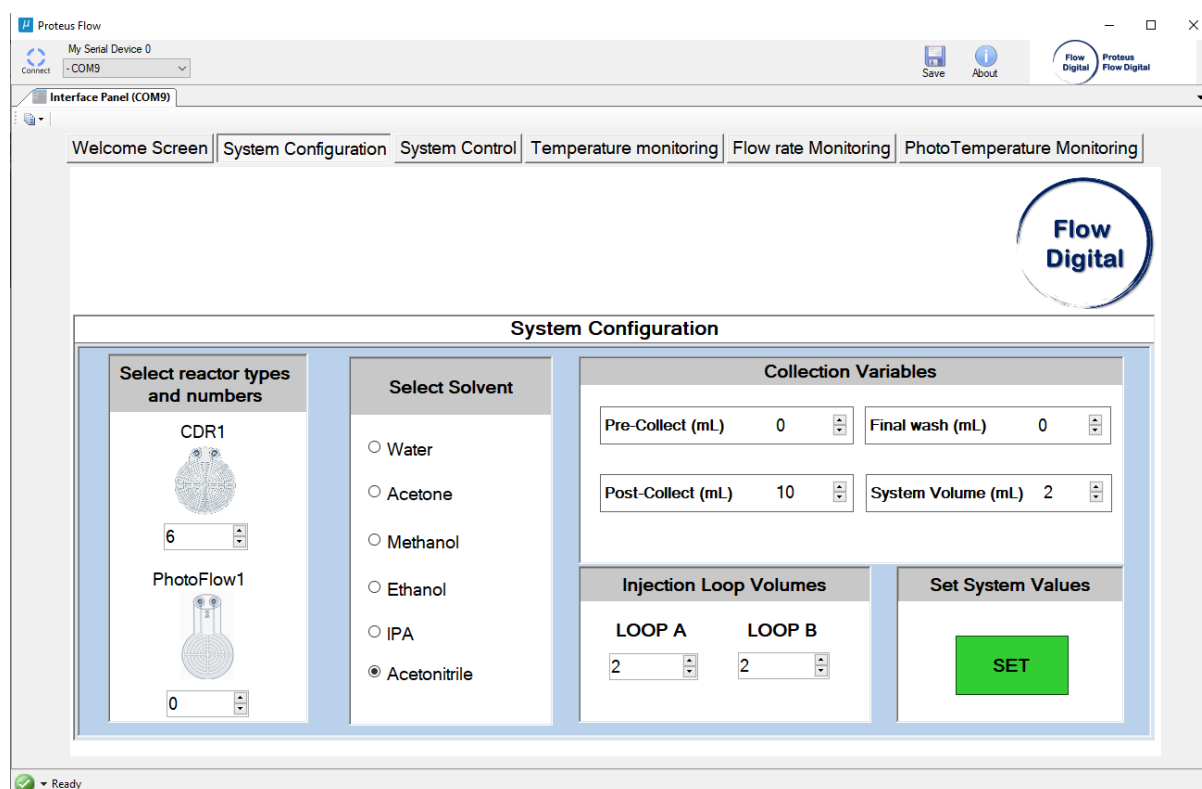 Proteus Flow
Connect
My Serial Device 0
- COM9
Save
About
Flow
Digital
Proteus
Flow Digital
Interface Panel (COM9)
Welcome Screen
System Configuration
System Control
Temperature monitoring
Flow rate Monitoring
PhotoTemperature Monitoring
Flow
Digital
System Configuration
Select reactor types
and numbers
CDR1
6
PhotoFlow1
0
Select Solvent
Water
Acetone
Methanol
Ethanol
IPA
Acetonitrile
Collection Variables
Pre-Collect (mL) 0
Final wash (mL) 0
Post-Collect (mL) 10
System Volume (mL) 2
Injection Loop Volumes
LOOP A LOOP B
2 2
Set System Values
SET
Ready